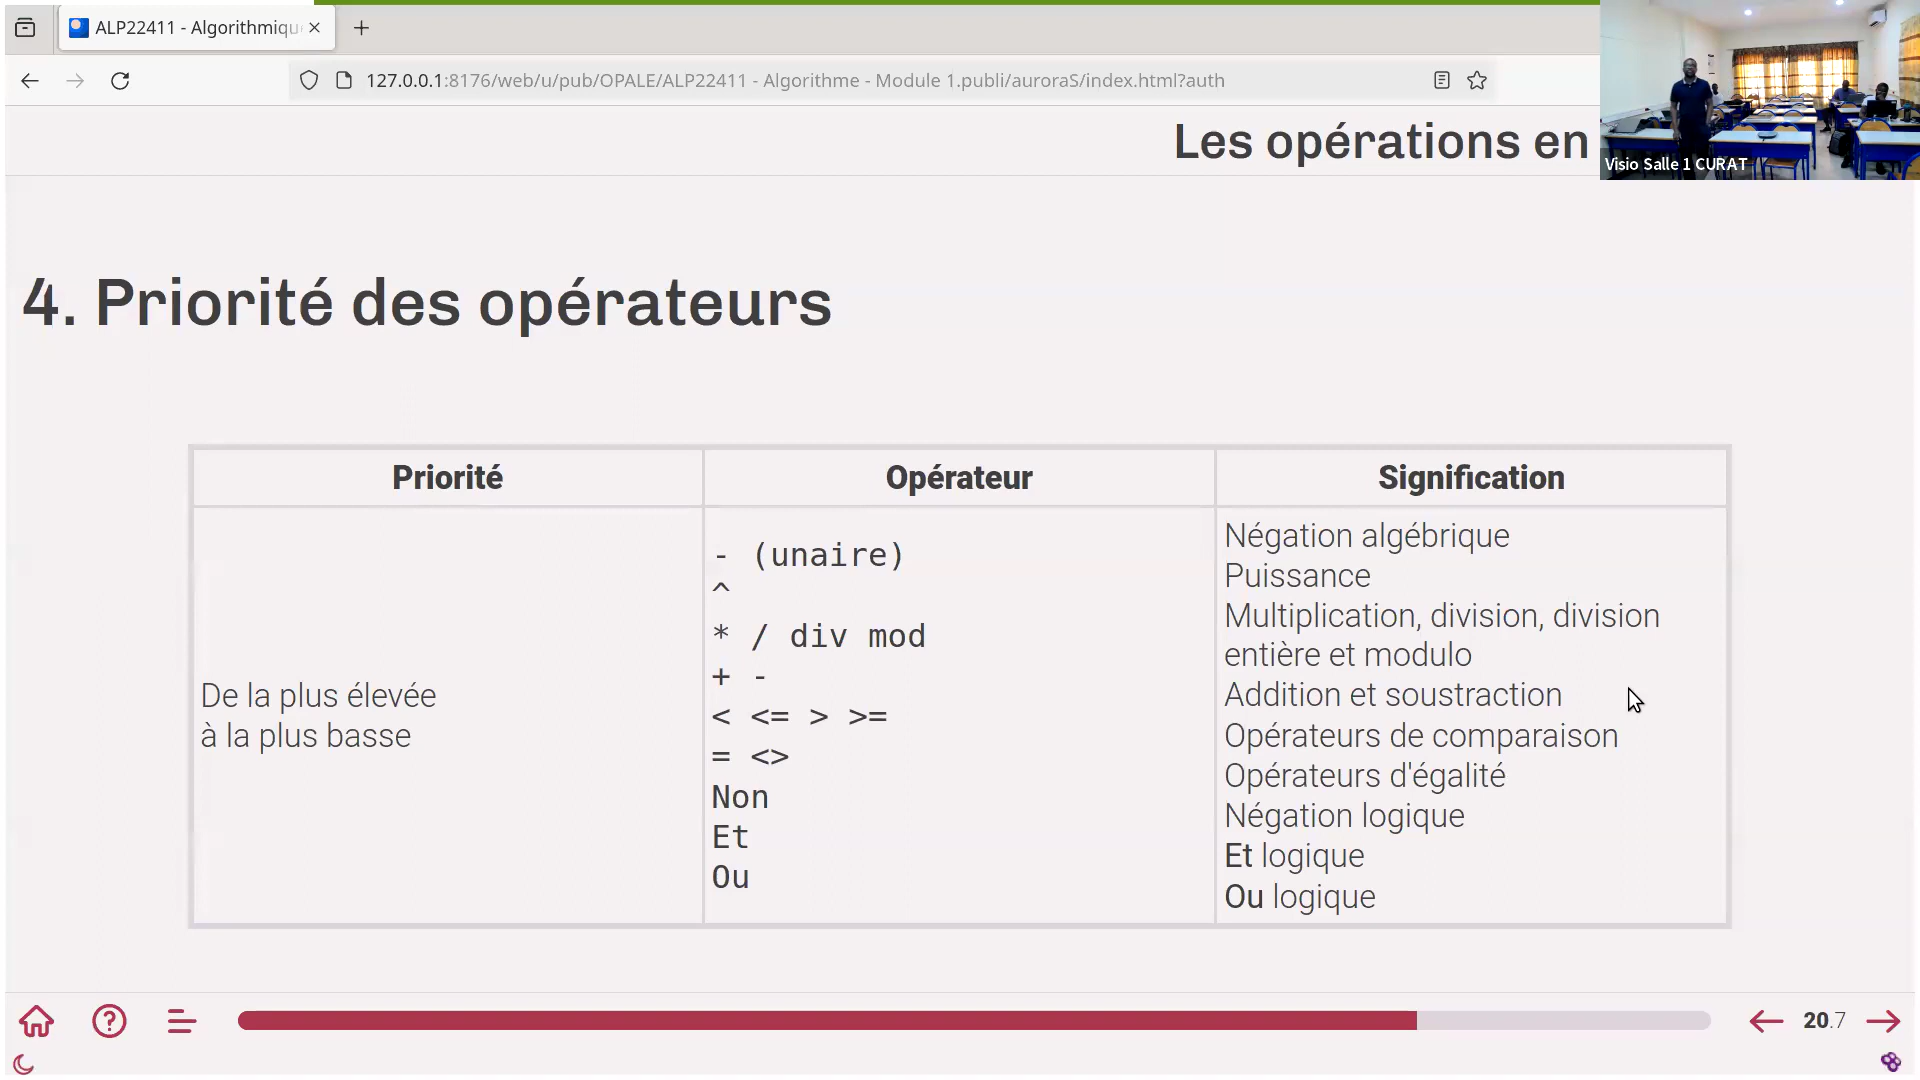 ALP22411 - Algorithmique
127.0.0.1:8176/web/u/pub/OPALE/ALP22411 - Algorithme - Module 1.publi/auroraS/index.html?auth
Les opérations en
Visio Salle 1 CURAT
4. Priorité des opérateurs
Priorité
Opérateur
Signification
De la plus élevée
à la plus basse
- (unaire)
^
* / div mod
+ -
< <= > >=
= <>
Non
Et
Ou
Négation algébrique
Puissance
Multiplication, division, division
entière et modulo
Addition et soustraction
Opérateurs de comparaison
Opérateurs d'égalité
Négation logique
Et logique
Ou logique
20.7